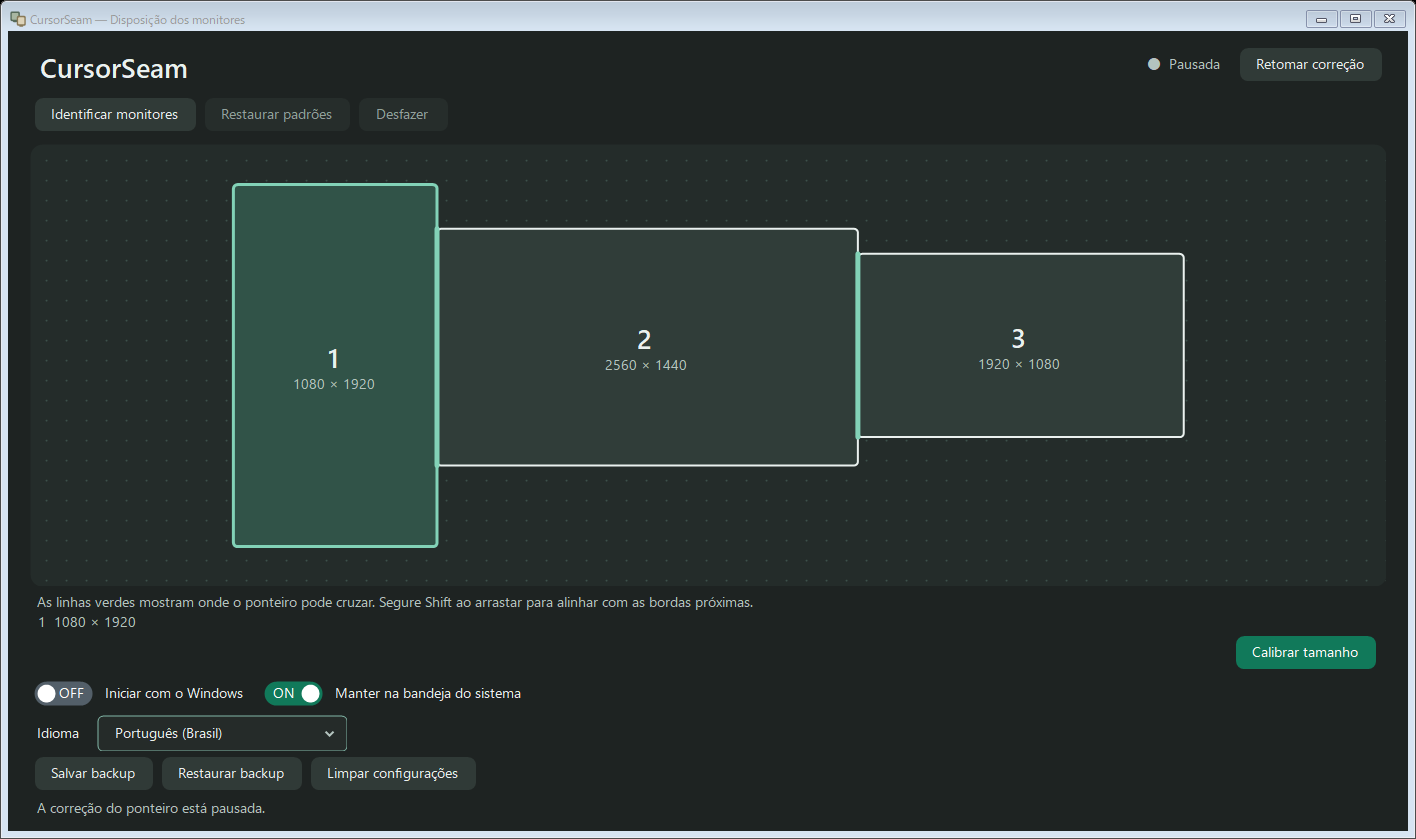 CursorSeam — Disposição dos monitores
CursorSeam
Pausada
Retomar correção
Identificar monitores
Restaurar padrões
Desfazer
1
1080 × 1920
2
2560 × 1440
3
1920 × 1080
As linhas verdes mostram onde o ponteiro pode cruzar. Segure Shift ao arrastar para alinhar com as bordas próximas.
1 1080 × 1920
Calibrar tamanho
OFF Iniciar com o Windows
ON Manter na bandeja do sistema
Idioma
Português (Brasil)
Salvar backup
Restaurar backup
Limpar configurações
A correção do ponteiro está pausada.